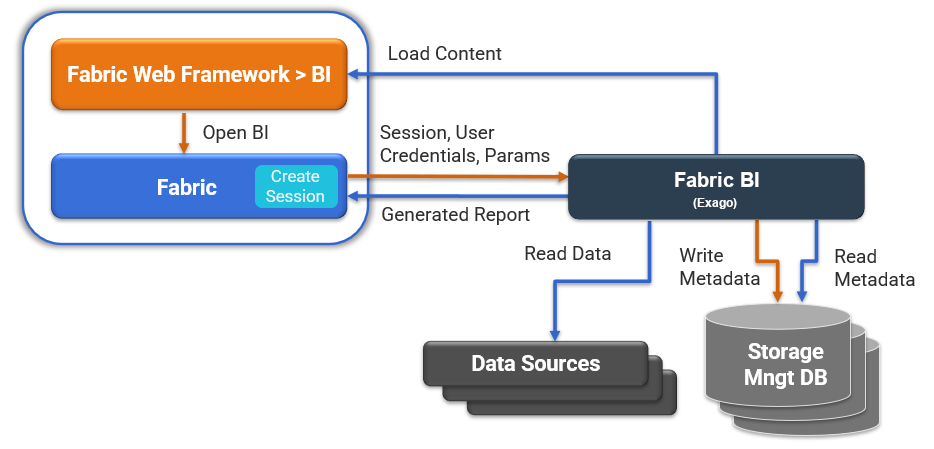 Load Content
Fabric Web Framework > BI
Open BI
Session, User
Credentials, Params
Fabric
Create
Session
Fabric BI
(Exago)
Generated Report
Read Data
Write
Metadata
Read
Metadata
Data Sources
Storage
Mngt DB